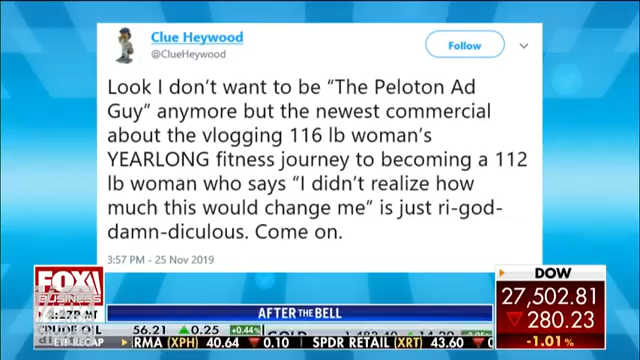 Clue Heywood
@ClueHeywood
Follow
Look I don't want to be "The Peloton Ad
Guy" anymore but the newest commercial
about the vlogging 116 lb woman's
YEARLONG fitness journey to becoming a 112
lb woman who says "I didn't realize how
much this would change me" is just ri-god-
damn-diculous. Come on.
3:57 PM - 25 Nov 2019
FOX
BUSINESS
AFTER THE BELL
DOW
27,502.81
▼ 280.23
-1.01%
CRUDE OIL 56.21 ▲ 0.25 +0.44%
ETF RECAP
RMA (XPH) 40.64 ▼ 0.10 SPDR RETAIL (XRT) 43.60 ▼